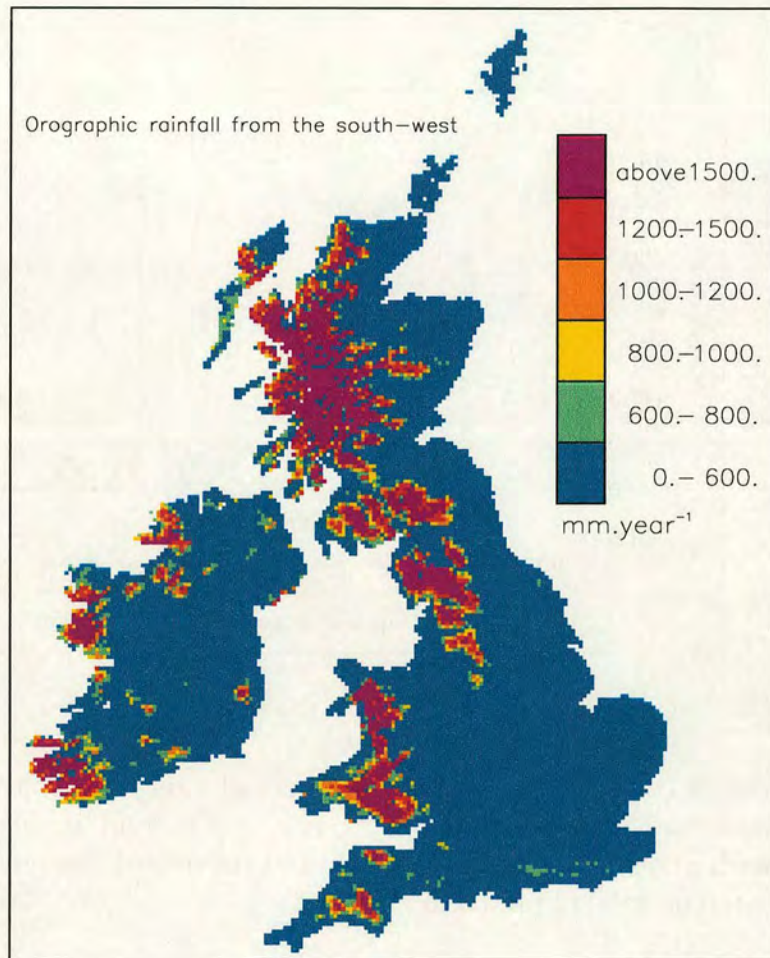 Orographic rainfall from the south-west
above1500.
1200.-1500.
1000.-1200.
800.-1000.
600.- 800.
0.- 600.
mm.year⁻¹